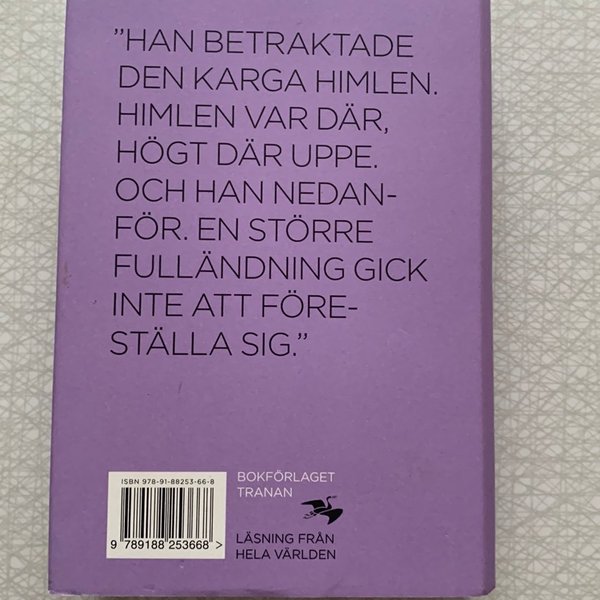 ”HAN BETRAKTADE
DEN KARGA HIMLEN.
HIMLEN VAR DÄR,
HÖGT DÄR UPPE.
OCH HAN NEDAN-
FÖR. EN STÖRRE
FULLÄNDNING GICK
INTE ATT FÖRE-
STÄLLA SIG.”
ISBN 978-91-88253-66-8
9 789188 253668 >
BOKFÖRLAGET
TRANAN
LÄSNING FRÅN
HELA VÄRLDEN